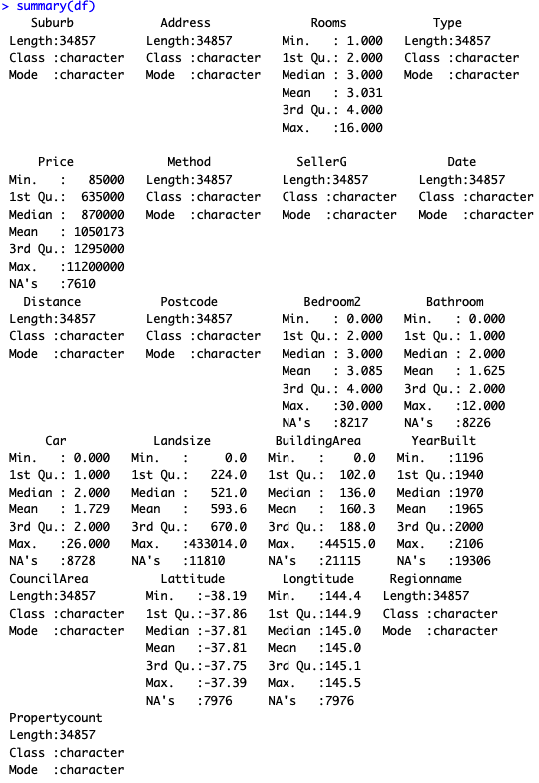 > summary(df)
    Suburb            Address              Rooms            Type
 Length:34857       Length:34857       Min.   : 1.000   Length:34857
 Class :character   Class :character   1st Qu.: 2.000   Class :character
 Mode  :character   Mode  :character   Median : 3.000   Mode  :character
                                       Mean   : 3.031
                                       3rd Qu.: 4.000
                                       Max.   :16.000

     Price             Method            SellerG              Date
 Min.   :   85000   Length:34857       Length:34857       Length:34857
 1st Qu.:  635000   Class :character   Class :character   Class :character
 Median :  870000   Mode  :character   Mode  :character   Mode  :character
 Mean   : 1050173
 3rd Qu.: 1295000
 Max.   :11200000
 NA's   :7610
   Distance           Postcode            Bedroom2         Bathroom
 Length:34857       Length:34857       Min.   : 0.000   Min.   : 0.000
 Class :character   Class :character   1st Qu.: 2.000   1st Qu.: 1.000
 Mode  :character   Mode  :character   Median : 3.000   Median : 2.000
                                       Mean   : 3.085   Mean   : 1.625
                                       3rd Qu.: 4.000   3rd Qu.: 2.000
                                       Max.   :30.000   Max.   :12.000
                                       NA's   :8217     NA's   :8226
      Car            Landsize         BuildingArea       YearBuilt
 Min.   : 0.000   Min.   :     0.0   Min.   :    0.0   Min.   :1196
 1st Qu.: 1.000   1st Qu.:   224.0   1st Qu.:  102.0   1st Qu.:1940
 Median : 2.000   Median :   521.0   Median :  136.0   Median :1970
 Mean   : 1.729   Mean   :   593.6   Mean   :  160.3   Mean   :1965
 3rd Qu.: 2.000   3rd Qu.:   670.0   3rd Qu.:  188.0   3rd Qu.:2000
 Max.   :26.000   Max.   :433014.0   Max.   :44515.0   Max.   :2106
 NA's   :8728     NA's   :11810      NA's   :21115     NA's   :19306
 CouncilArea          Lattitude        Longtitude     Regionname
 Length:34857       Min.   :-38.19   Min.   :144.4   Length:34857
 Class :character   1st Qu.:-37.86   1st Qu.:144.9   Class :character
 Mode  :character   Median :-37.81   Median :145.0   Mode  :character
                    Mean   :-37.81   Mean   :145.0
                    3rd Qu.:-37.75   3rd Qu.:145.1
                    Max.   :-37.39   Max.   :145.5
                    NA's   :7976     NA's   :7976
 Propertycount
 Length:34857
 Class :character
 Mode  :character